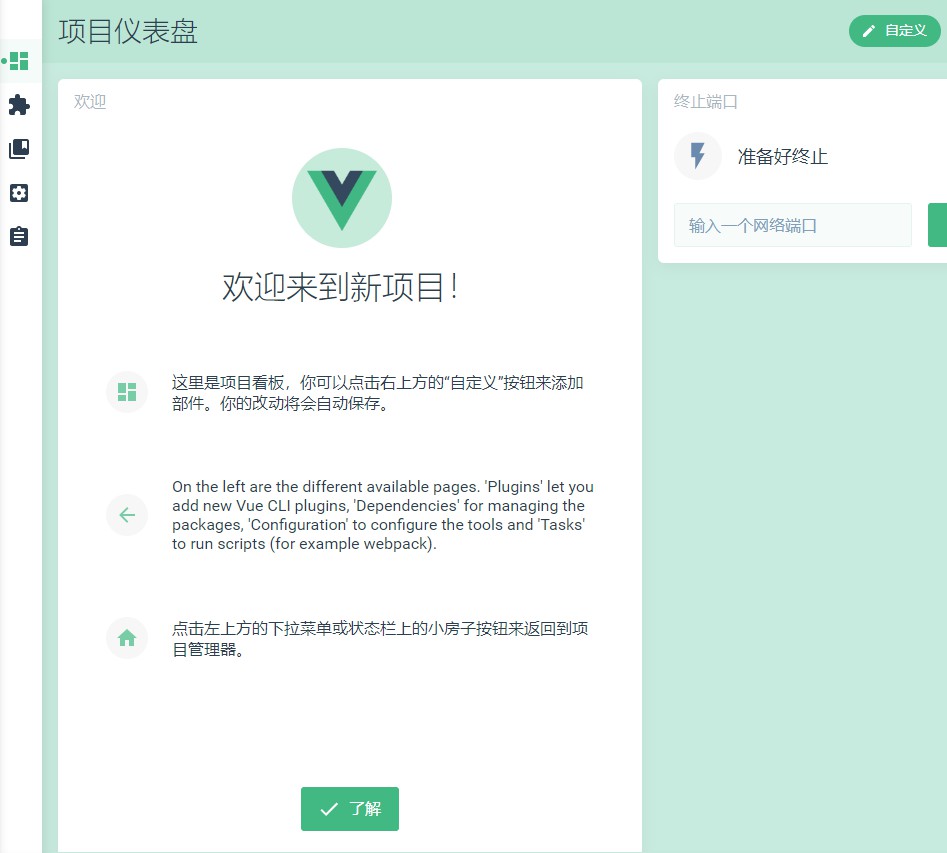 项目仪表盘
自定义
欢迎
欢迎来到新项目！
这里是项目看板，你可以点击右上方的“自定义”按钮来添加
部件。你的改动将会自动保存。
On the left are the different available pages. 'Plugins' let you
add new Vue CLI plugins, 'Dependencies' for managing the
packages, 'Configuration' to configure the tools and 'Tasks'
to run scripts (for example webpack).
点击左上方的下拉菜单或状态栏上的小房子按钮来返回到项
目管理器。
了解
终止端口
准备好终止
输入一个网络端口